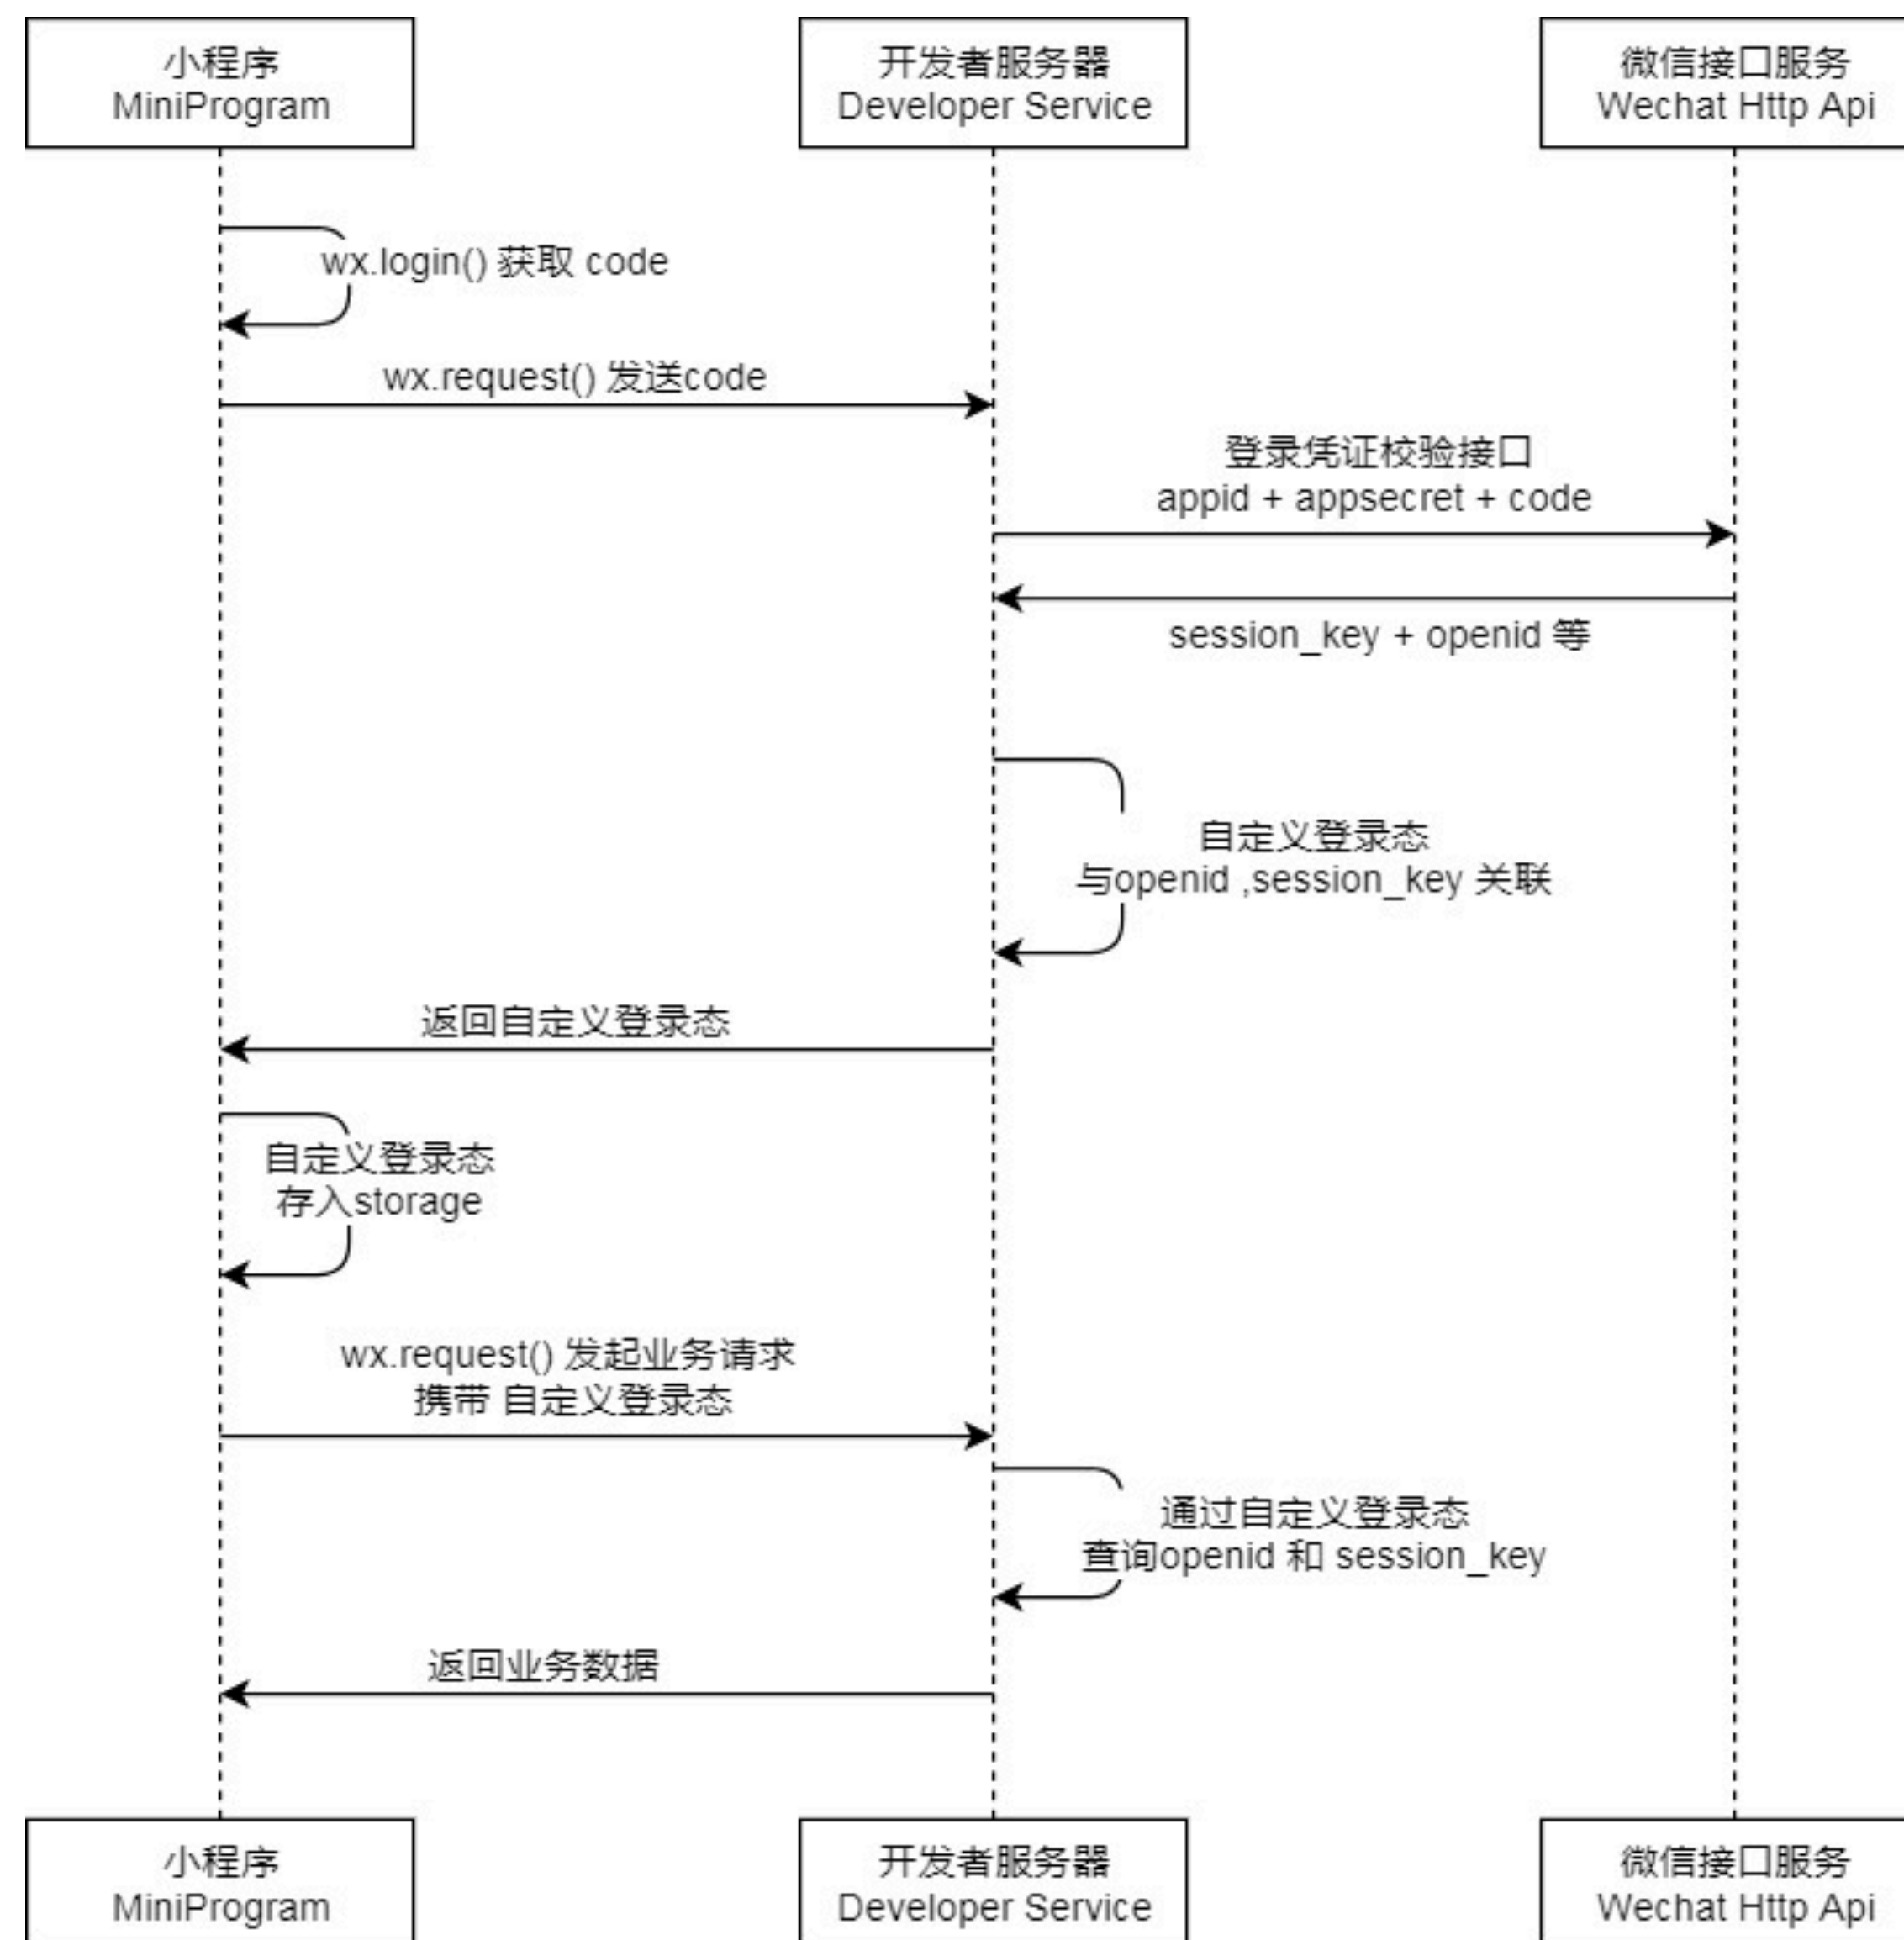 小程序
MiniProgram
开发者服务器
Developer Service
微信接口服务
Wechat Http Api
wx.login() 获取 code
wx.request() 发送code
登录凭证校验接口
appid + appsecret + code
session_key + openid 等
自定义登录态
与openid ,session_key 关联
返回自定义登录态
自定义登录态
存入storage
wx.request() 发起业务请求
携带 自定义登录态
通过自定义登录态
查询openid 和 session_key
返回业务数据
小程序
MiniProgram
开发者服务器
Developer Service
微信接口服务
Wechat Http Api